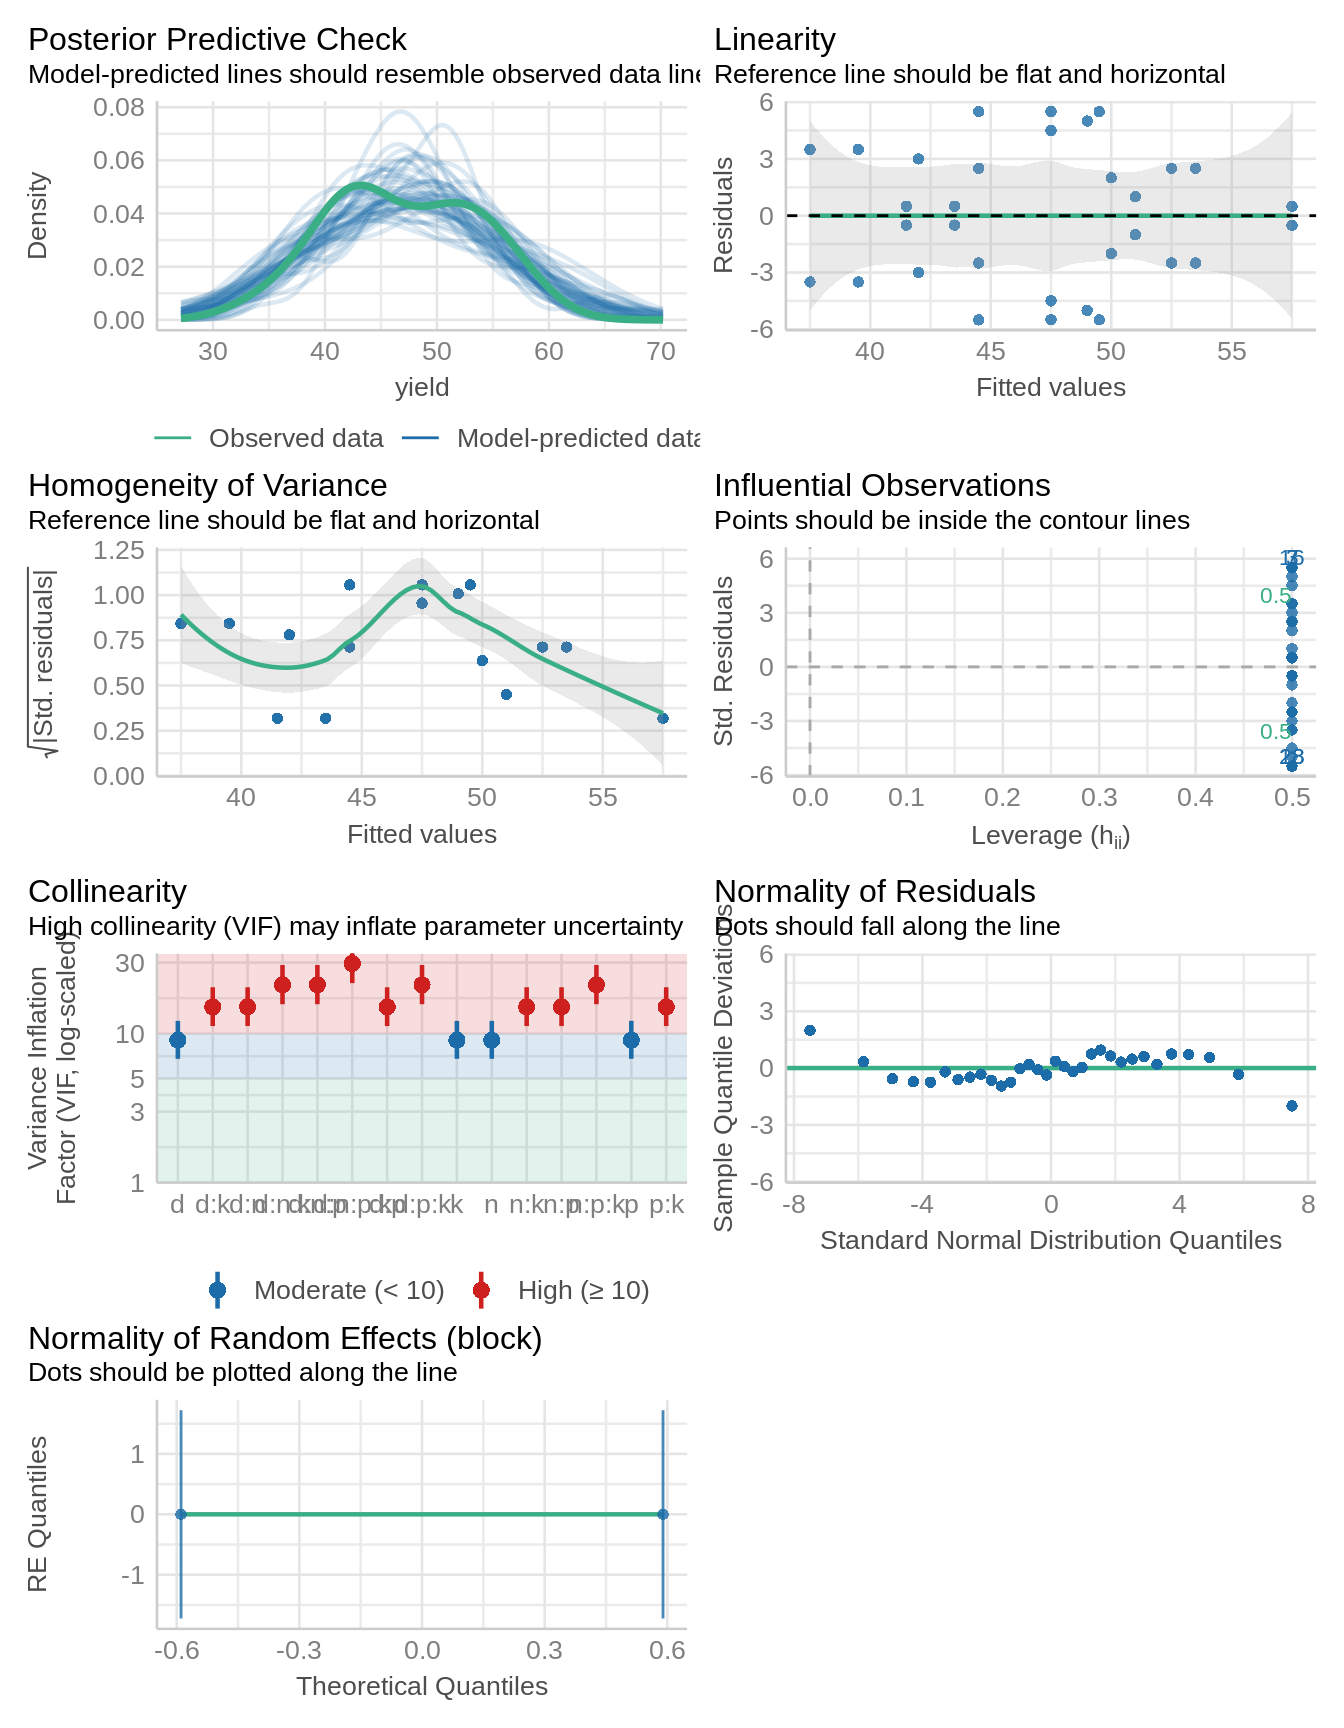 Posterior Predictive Check
Model-predicted lines should resemble observed data line
Density
0.08
0.06
0.04
0.02
0.00
30 40 50 60 70
yield
Observed data Model-predicted data
Linearity
Reference line should be flat and horizontal
Residuals
6
3
0
-3
-6
40 45 50 55
Fitted values
Homogeneity of Variance
Reference line should be flat and horizontal
√|Std. residuals|
1.25
1.00
0.75
0.50
0.25
0.00
40 45 50 55
Fitted values
Influential Observations
Points should be inside the contour lines
Std. Residuals
6
3
0
-3
-6
0.5
0.5
0.0 0.1 0.2 0.3 0.4 0.5
Leverage (hii)
Collinearity
High collinearity (VIF) may inflate parameter uncertainty
Variance Inflation
Factor (VIF, log-scaled)
30
10
5
3
1
d d:k k n n:k n:p n:p:k p p:k
Moderate (< 10) High (≥ 10)
Normality of Residuals
Dots should fall along the line
Sample Quantile Deviations
6
3
0
-3
-6
-8 -4 0 4 8
Standard Normal Distribution Quantiles
Normality of Random Effects (block)
Dots should be plotted along the line
RE Quantiles
1
0
-1
-0.6 -0.3 0.0 0.3 0.6
Theoretical Quantiles